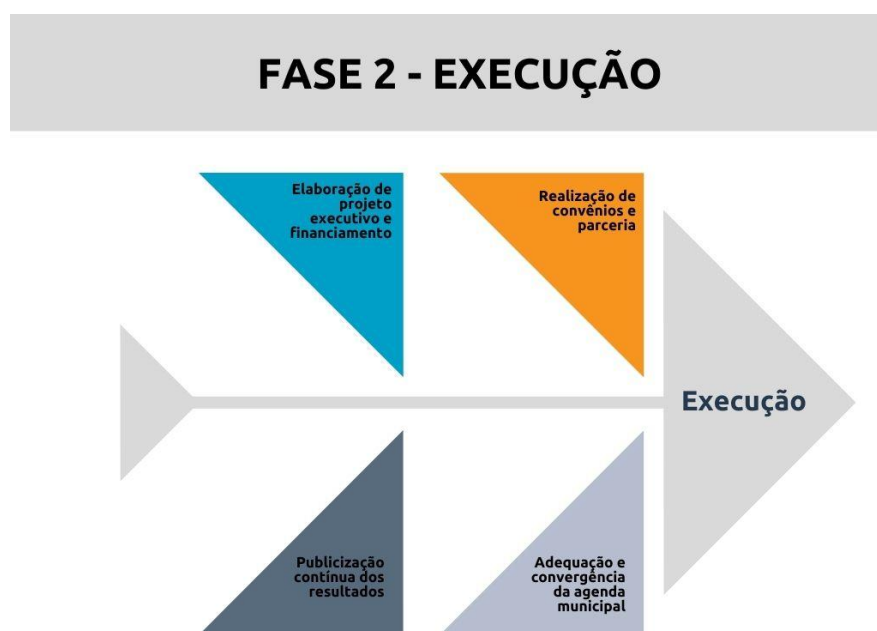 FASE 2 - EXECUÇÃO
Elaboração de
projeto
executivo e
financiamento
Realização de
convênios e
parceria
Execução
Publicização
contínua dos
resultados
Adequação e
convergência
da agenda
municipal